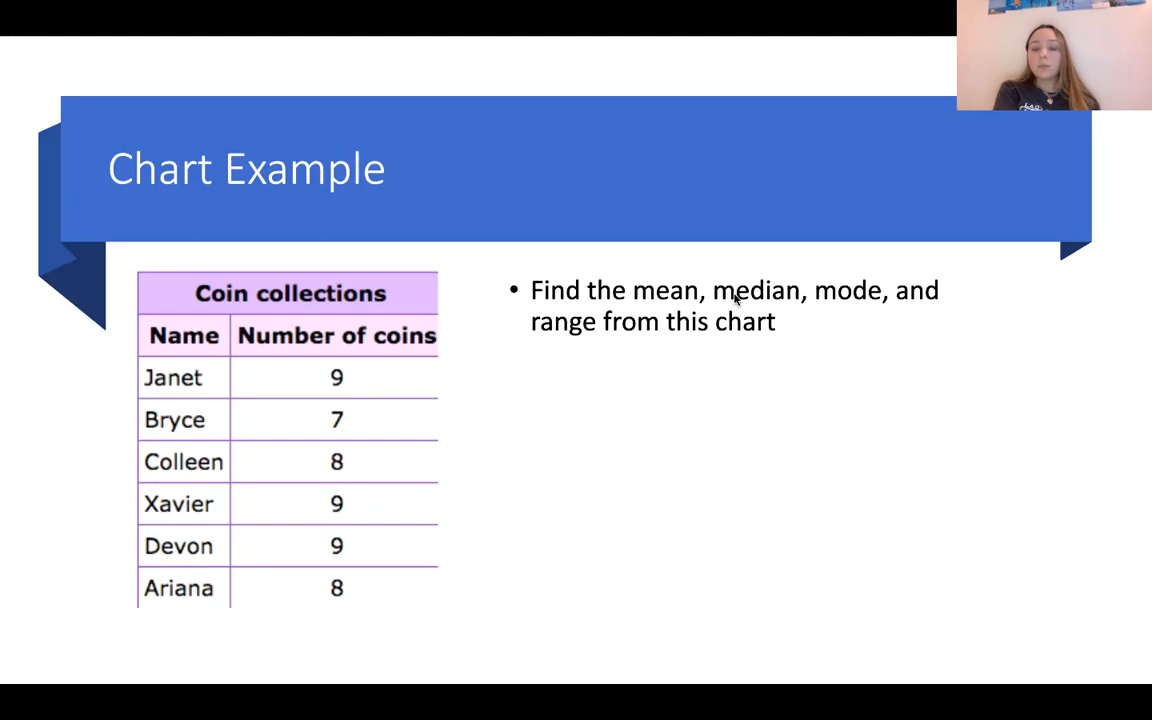 Chart Example
Coin collections
Name Number of coins
Janet 9
Bryce 7
Colleen 8
Xavier 9
Devon 9
Ariana 8
• Find the mean, median, mode, and
range from this chart